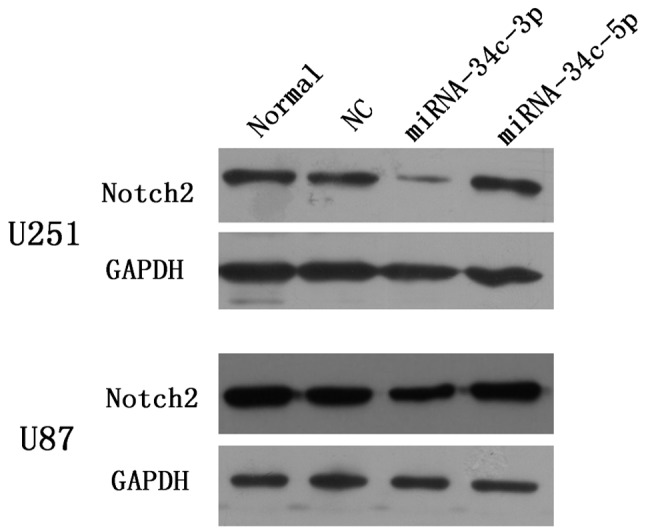 Normal
NC
miRNA-34c-3p
miRNA-34c-5p
Notch2
U251
GAPDH
Notch2
U87
GAPDH